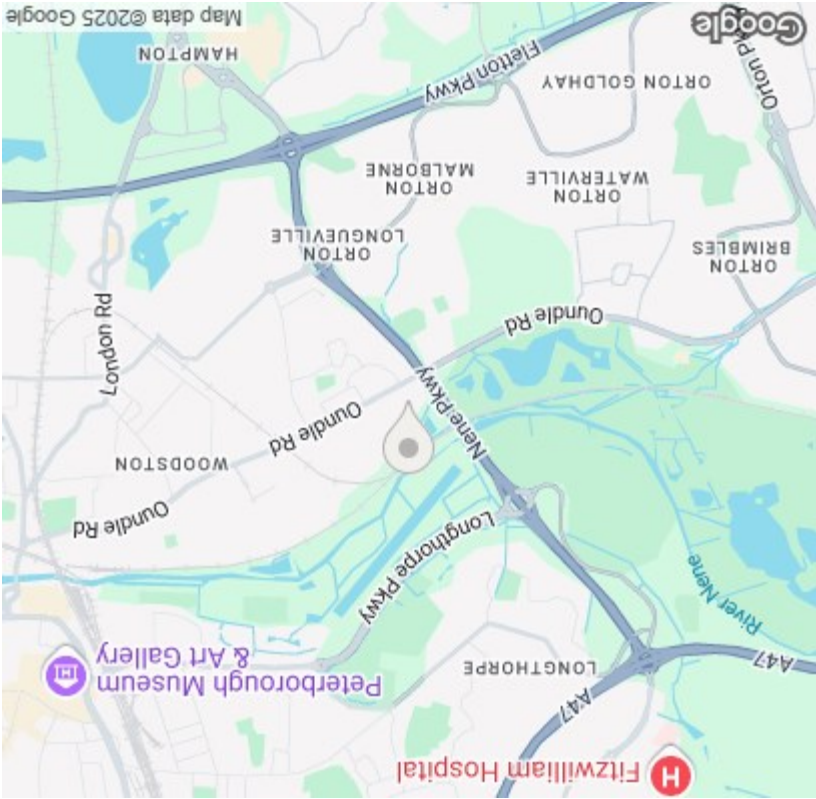 Fitzwilliam Hospital
A47
A47
LONGTHORPE
Peterborough Museum
& Art Gallery
River Nene
Longthorpe Pkwy
Oundle Rd
WOODSTON
Nene Pkwy
Oundle Rd
London Rd
Oundle Rd
ORTON
BRIMBLES
ORTON
LONGUEVILLE
ORTON
WATERVILLE
ORTON
MALBORNE
ORTON GOLDHAY
Fletton Pkwy
HAMPTON
Orton
Google
Map data ©2025 Google